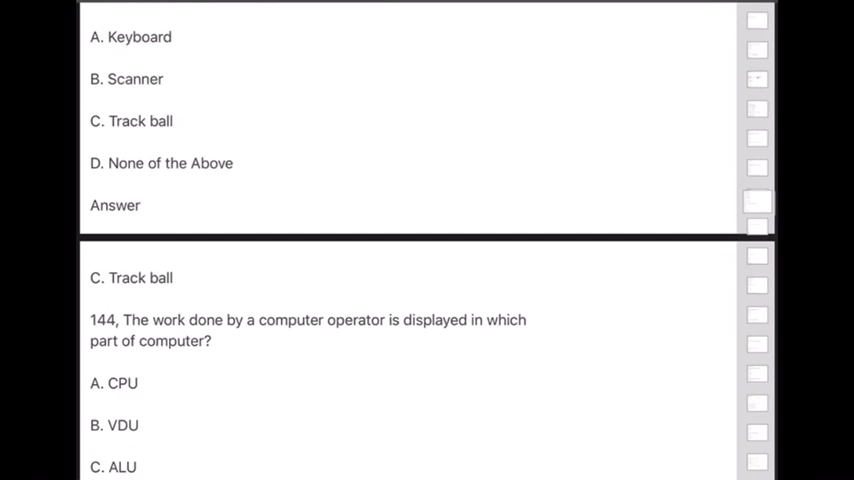 A. Keyboard
B. Scanner
C. Track ball
D. None of the Above
Answer
C. Track ball
144, The work done by a computer operator is displayed in which
part of computer?
A. CPU
B. VDU
C. ALU